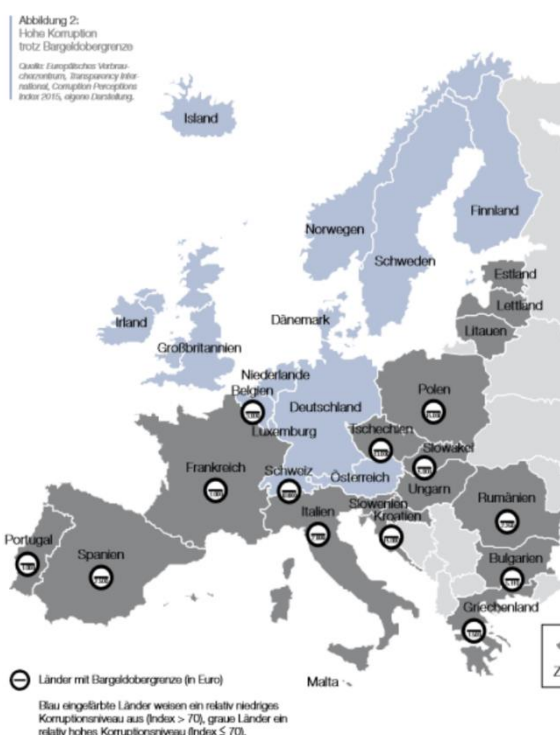 Abbildung 2:
Hohe Korruption
trotz Bargeldobergrenze
Quelle: Europäisches Verbrau-
cherzentrum, Transparency Inter-
national, Corruption Perceptions
Index 2015, eigene Darstellung.
Island
Finnland
Norwegen
Schweden
Estland
Lettland
Litauen
Dänemark
Irland
Großbritannien
Niederlande
Belgien
Polen
Deutschland
Luxemburg
Tschechien
Slowakei
Frankreich
Schweiz
Österreich
Ungarn
Rumänien
Slowenien
Italien
Kroatien
Portugal
Spanien
Bulgarien
Griechenland
Malta
Länder mit Bargeldobergrenze (in Euro)
Blau eingefärbte Länder weisen ein relativ niedriges
Korruptionsniveau aus (Index > 70), graue Länder ein
relativ hohes Korruptionsniveau (Index ≤ 70).
Z